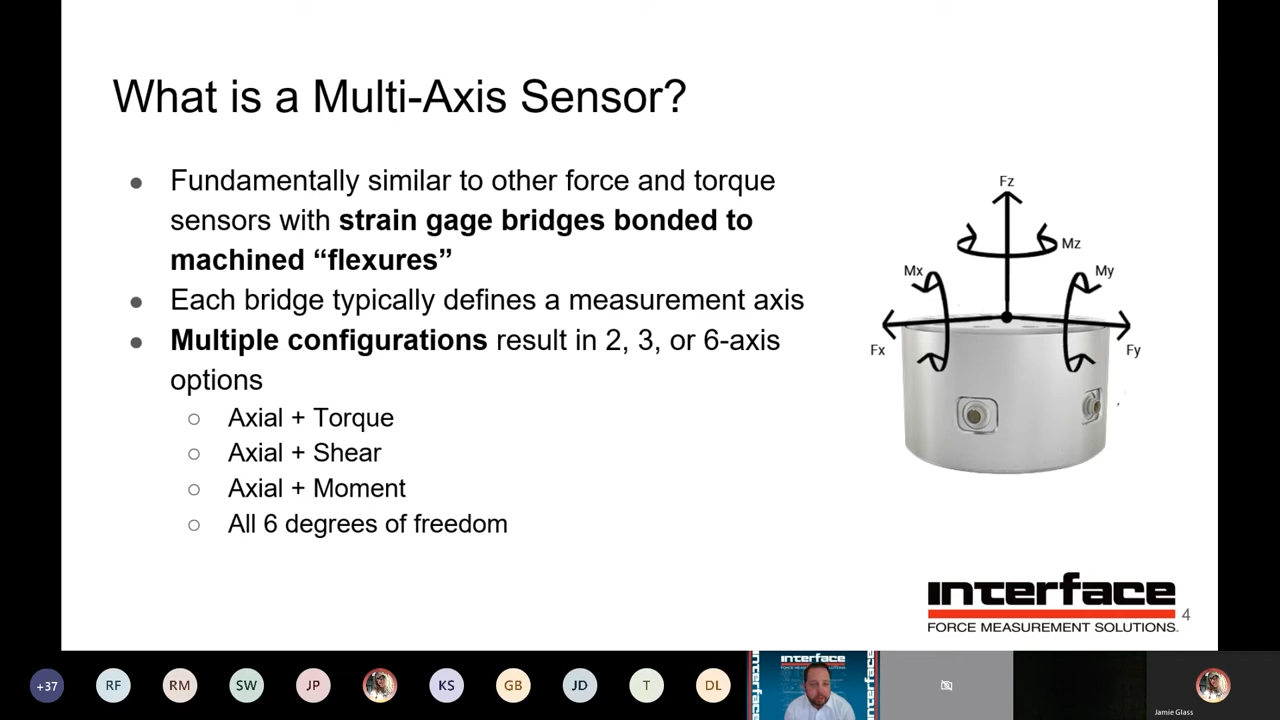 What is a Multi-Axis Sensor?
● Fundamentally similar to other force and torque
sensors with strain gage bridges bonded to
machined “flexures”
● Each bridge typically defines a measurement axis
● Multiple configurations result in 2, 3, or 6-axis
options
○ Axial + Torque
○ Axial + Shear
○ Axial + Moment
○ All 6 degrees of freedom
Fz
Mz
Mx
My
Fx
Fy
interface
FORCE MEASUREMENT SOLUTIONS.
4
+37
RF
RM
SW
JP
KS
GB
JD
T
DL
interface
interface
interface
Jamie Glass